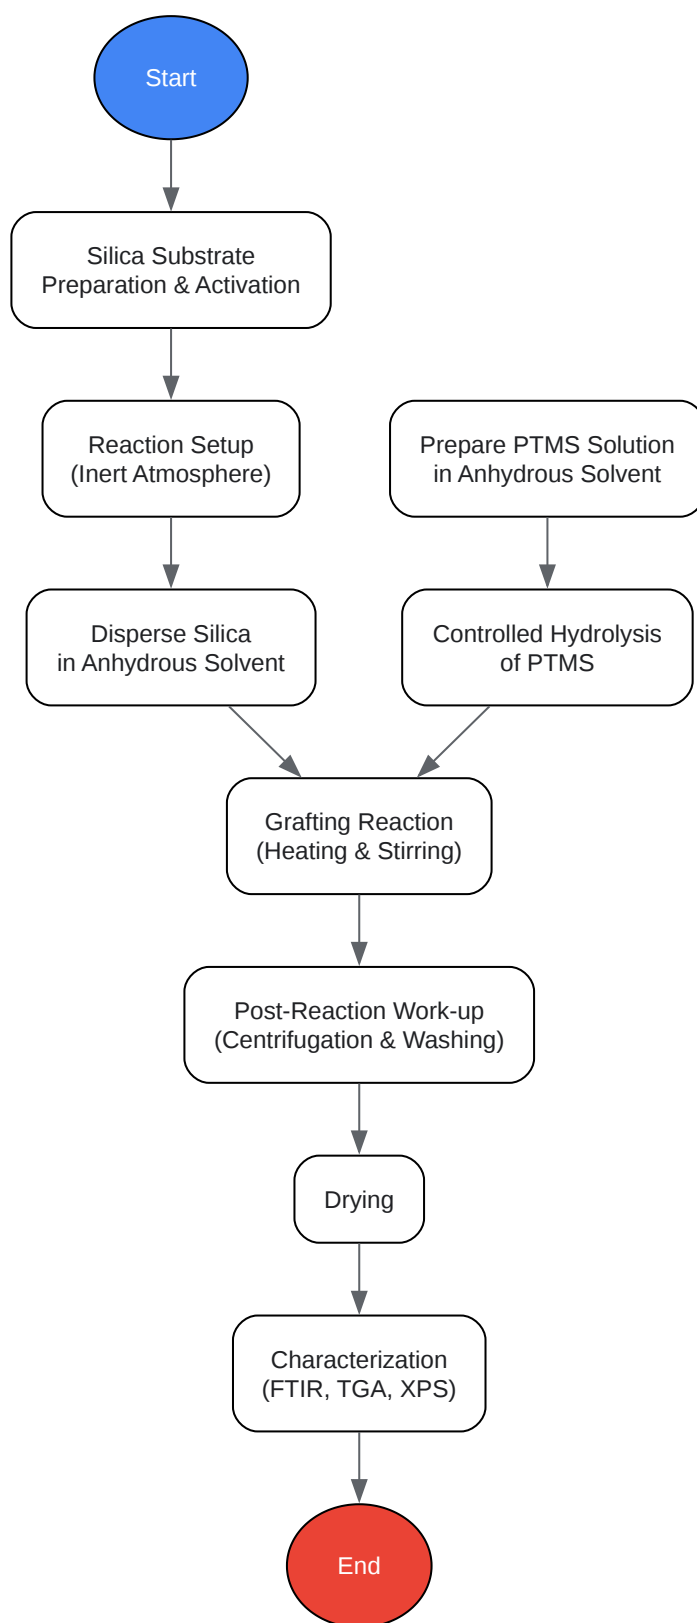 Start
Silica Substrate
Preparation & Activation
Reaction Setup
(Inert Atmosphere)
Prepare PTMS Solution
in Anhydrous Solvent
Disperse Silica
in Anhydrous Solvent
Controlled Hydrolysis
of PTMS
Grafting Reaction
(Heating & Stirring)
Post-Reaction Work-up
(Centrifugation & Washing)
Drying
Characterization
(FTIR, TGA, XPS)
End